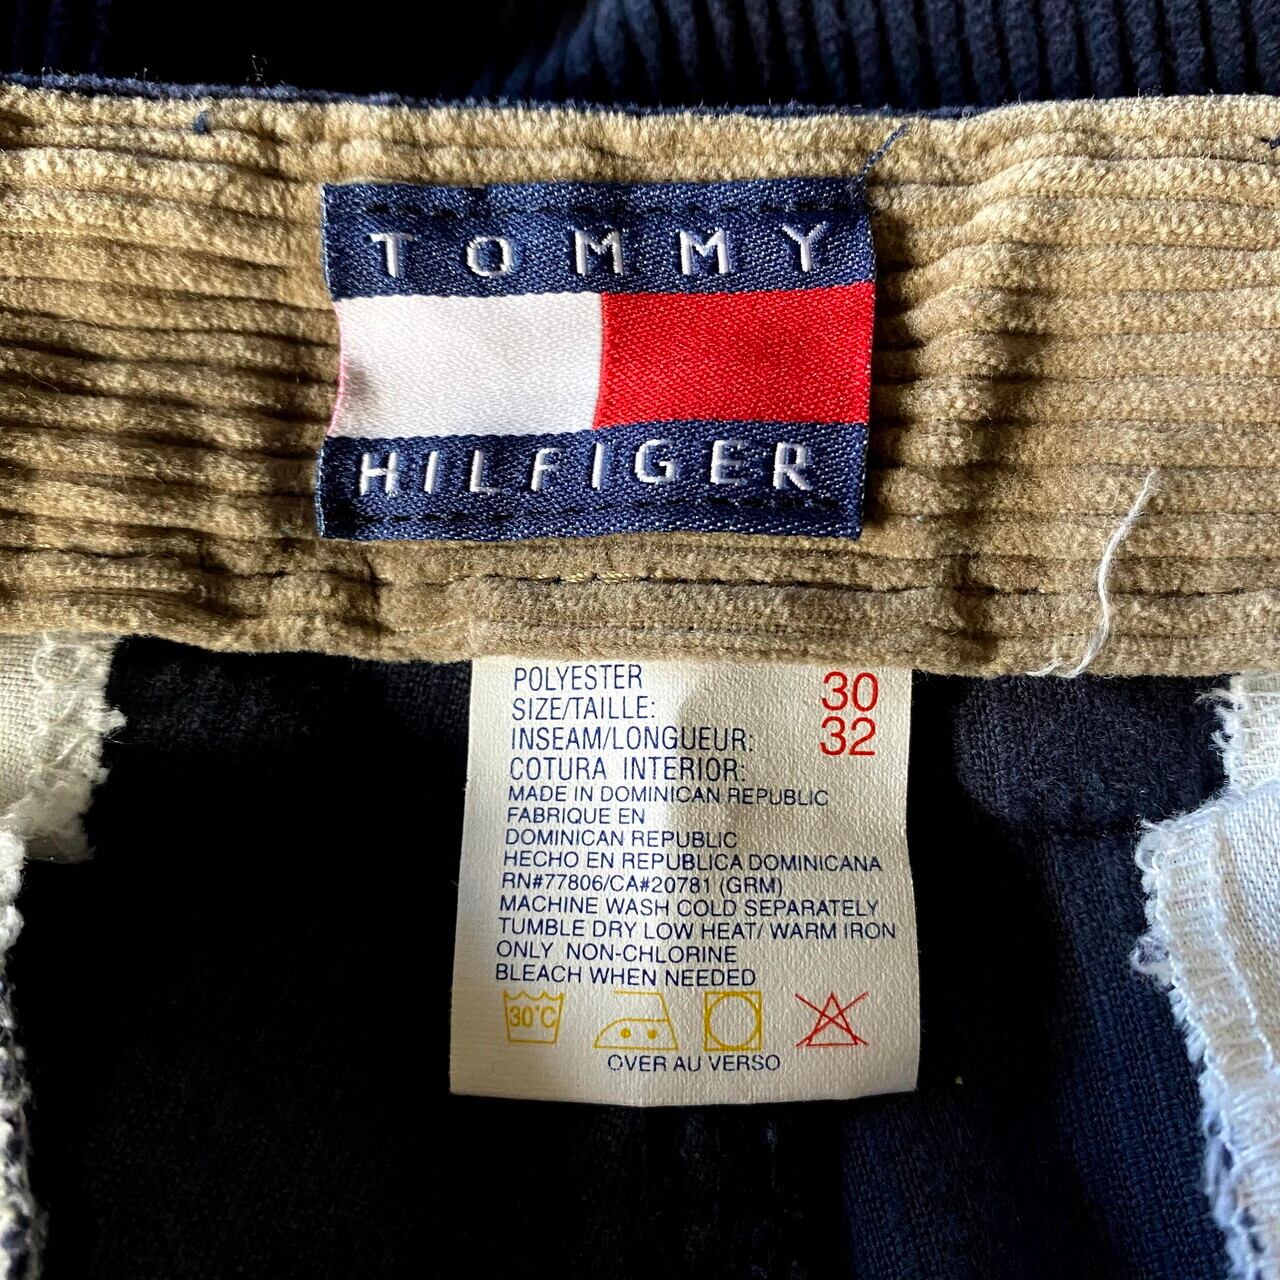 TOMMY
HILFIGER
POLYESTER
SIZE/TAILLE: 30
INSEAM/LONGUEUR: 32
COTURA INTERIOR:
MADE IN DOMINICAN REPUBLIC
FABRIQUE EN
DOMINICAN REPUBLIC
HECHO EN REPUBLICA DOMINICANA
RN#77806/CA#20781 (GRM)
MACHINE WASH COLD SEPARATELY
TUMBLE DRY LOW HEAT/ WARM IRON
ONLY NON-CHLORINE
BLEACH WHEN NEEDED
30°C
OVER AU VERSO